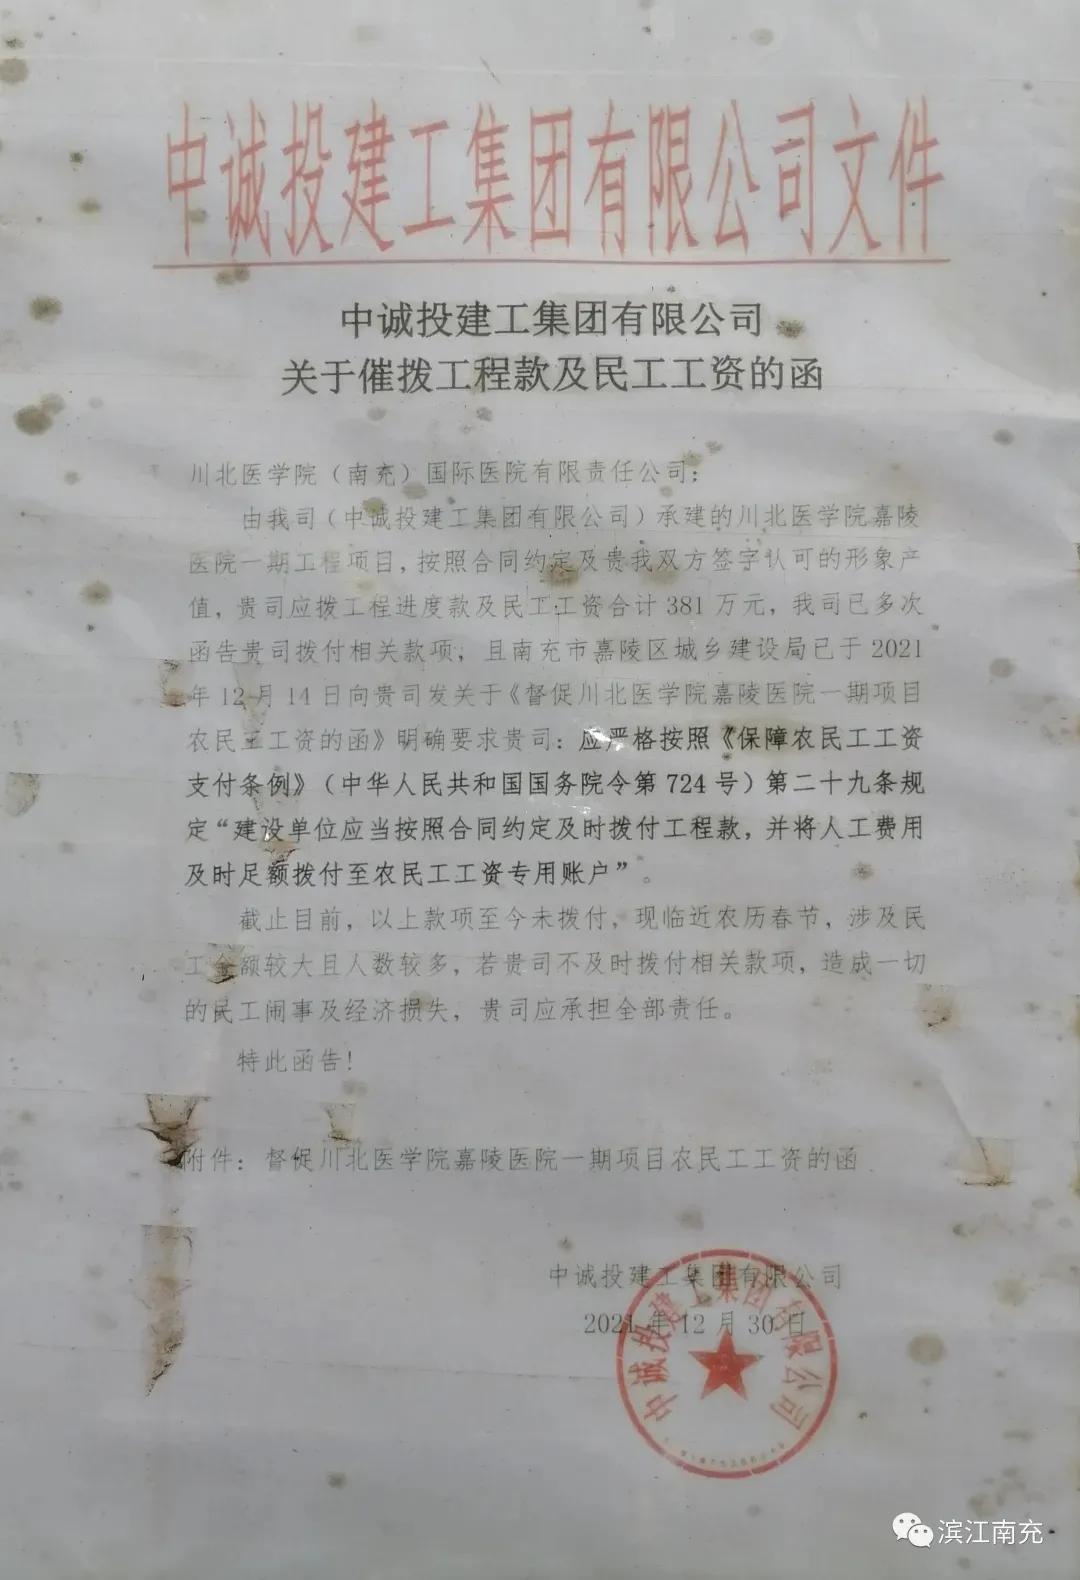 中诚投建工集团有限公司文件
中诚投建工集团有限公司
关于催拨工程款及民工工资的函
川北医学院（南充）国际医院有限责任公司：
由我司（中诚投建工集团有限公司）承建的川北医学院嘉陵
医院一期工程项目，按照合同约定及贵我双方签字认可的形象产
值，贵司应拨工程进度款及民工工资合计381万元，我司已多次
函告贵司拨付相关款项，且南充市嘉陵区城乡建设局已于2021
年12月14日向贵司发关于《督促川北医学院嘉陵医院一期项目
农民工工资的函》明确要求贵司：应严格按照《保障农民工工资
支付条例》（中华人民共和国国务院令第724号）第二十九条规
定“建设单位应当按照合同约定及时拨付工程款，并将人工费用
及时足额拨付至农民工工资专用账户”。
截止目前，以上款项至今未拨付，现临近农历春节，涉及民
工金额较大且人数较多，若贵司不及时拨付相关款项，造成一切
的民工闹事及经济损失，贵司应承担全部责任。
特此函告！
附件：督促川北医学院嘉陵医院一期项目农民工工资的函
中诚投建工集团有限公司
2021年12月30日
中诚投建工集团有限公司
滨江南充